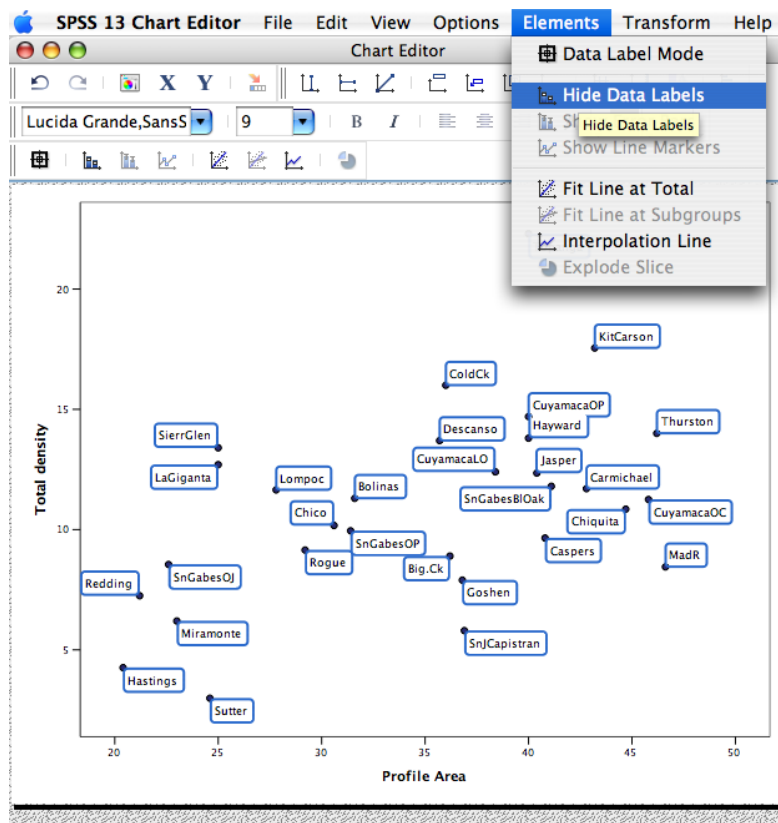 SPSS 13 Chart Editor File Edit View Options Elements Transform Help
Chart Editor
Data Label Mode
X Y
Hide Data Labels
Lucida Grande,SansS 9 B I
Sh
Hide Data Labels
Show Line Markers
Fit Line at Total
Fit Line at Subgroups
Interpolation Line
Explode Slice
20
KitCarson
ColdCk
15
CuyamacaOP
Descanso
Hayward
Thurston
SierrGlen
CuyamacaLO
Jasper
LaGiganta
Lompoc
Bolinas
SnGabesBlOak
Carmichael
Chico
Chiquita
CuyamacaOC
10
SnGabesOP
Caspers
MadR
Rogue
Big.Ck
Redding
SnGabesOJ
Goshen
Miramonte
SnJCapistran
5
Hastings
Sutter
Total density
20 25 30 35 40 45 50
Profile Area